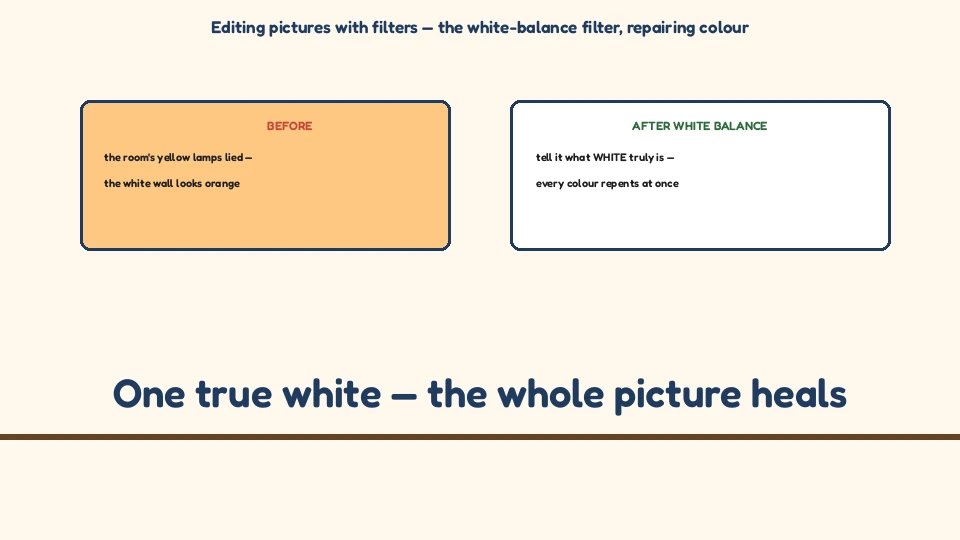 Editing pictures with filters — the white-balance filter, repairing colour
BEFORE
the room's yellow lamps lied —
the white wall looks orange
AFTER WHITE BALANCE
tell it what WHITE truly is —
every colour repents at once
One true white — the whole picture heals